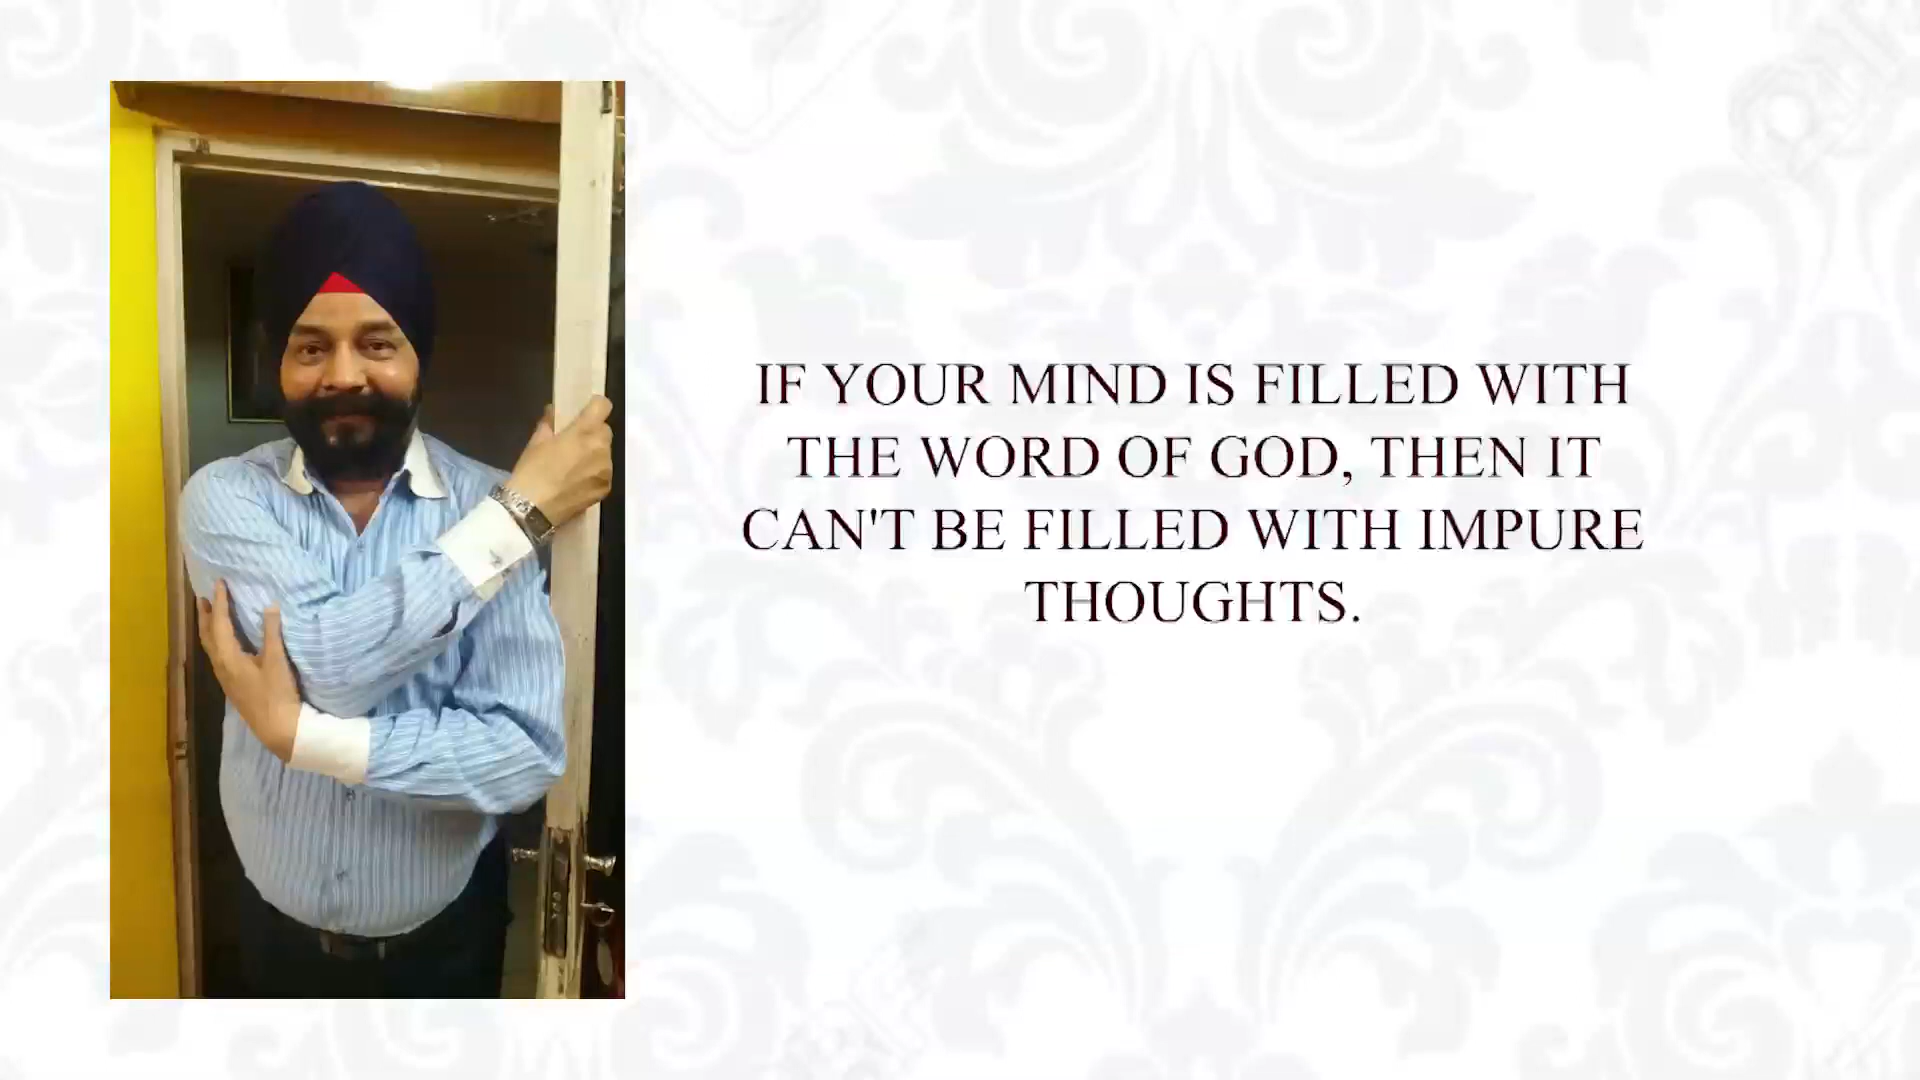 IF YOUR MIND IS FILLED WITH
THE WORD OF GOD, THEN IT
CAN'T BE FILLED WITH IMPURE
THOUGHTS.